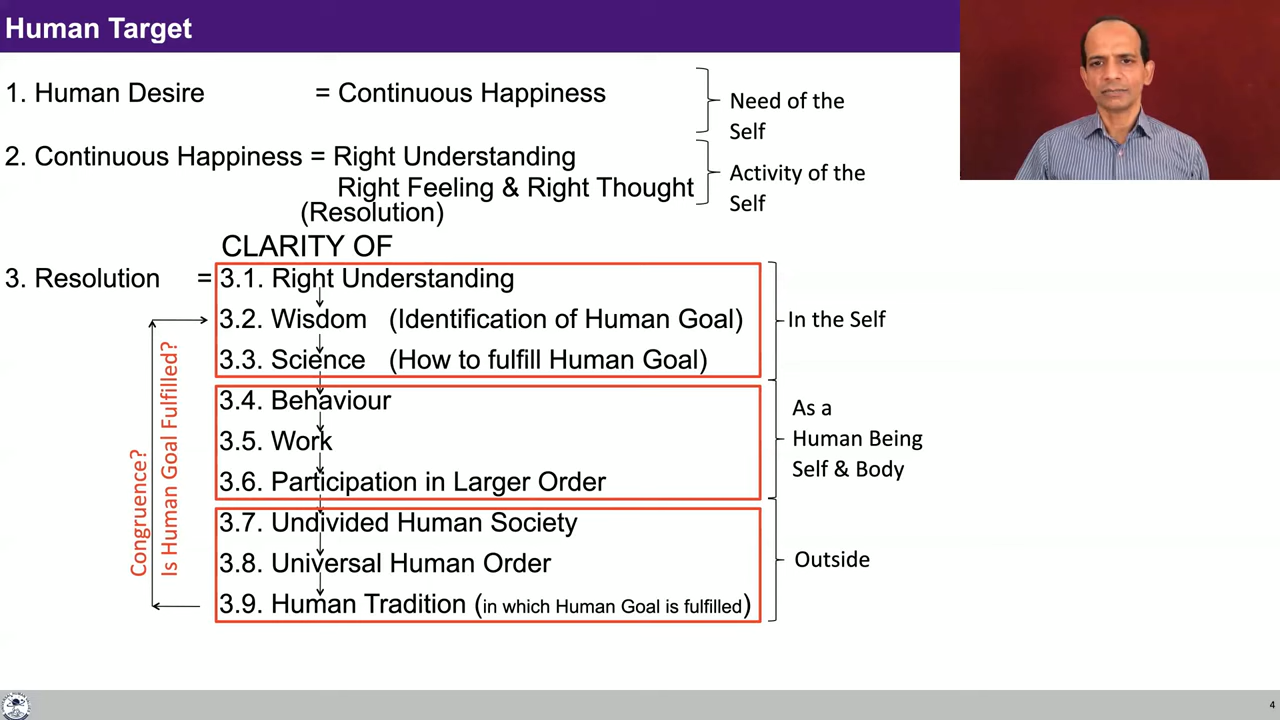 Human Target
1. Human Desire = Continuous Happiness
Need of the
Self
2. Continuous Happiness = Right Understanding
Right Feeling & Right Thought
(Resolution)
Activity of the
Self
CLARITY OF
3. Resolution = 3.1. Right Understanding
3.2. Wisdom (Identification of Human Goal)
3.3. Science (How to fulfill Human Goal)
In the Self
3.4. Behaviour
3.5. Work
3.6. Participation in Larger Order
As a
Human Being
Self & Body
3.7. Undivided Human Society
3.8. Universal Human Order
3.9. Human Tradition (in which Human Goal is fulfilled)
Outside
Congruence?
Is Human Goal Fulfilled?
4